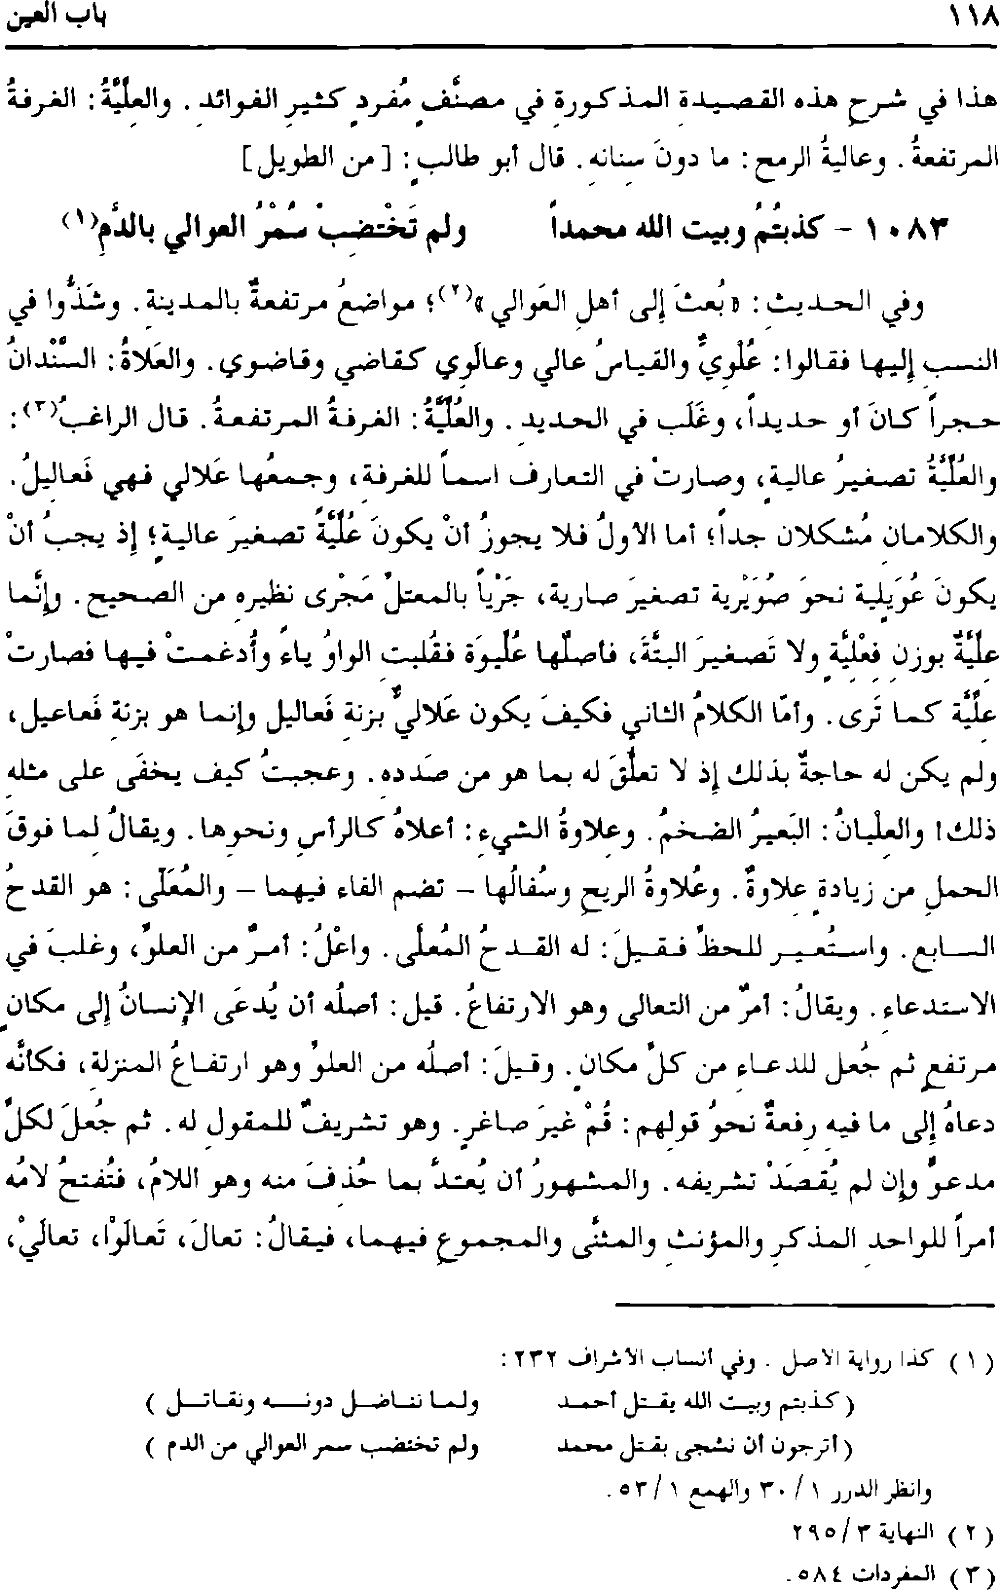 ١١٨ باب العين
هذا في شرحِ هذه القصيدةِ المذكورةِ في مصنَّفٍ مُفردٍ كثيرِ الفوائدِ. والعِلِّيَّةُ: الغرفةُ
المرتفعةُ. وعاليةُ الرمح: ما دونَ سِنانِهِ. قال أبو طالبٍ: [من الطويل]
١٠٨٣ - كذبتُمُ وبيت الله محمداً ولم تَخْتضِبْ سُمْرُ العوالي بالدَّمِ(١)
وفي الحديثِ: «بُعثَ إلى أهلِ العَوالي»(٢)؛ مواضعُ مرتفعةٌ بالمدينةِ. وشَذُّوا في
النسبِ إليها فقالوا: عُلْوِيٌّ والقياسُ عالي وعالَوِي كقاضي وقاضوي. والعَلاةُ: السَّنْدانُ
حجراً كانَ أو حديداً، وغَلَب في الحديدِ. والعُلِّيَّةُ: الغرفةُ المرتفعةُ. قال الراغبُ(٣):
والعُلِّيَّةُ تصغيرُ عالية، وصارتْ في التعارفِ اسماً للغرفةِ، وجمعُها عَلالي فهي فَعاليلُ.
والكلامان مُشكلان جداً؛ أما الأولُ فلا يجوزُ أنْ يكونَ عُلِّيَّةً تصغيرَ عاليةٍ؛ إذ يجبُ أنْ
يكونَ عُوَيلية نحوَ صُوَيْرية تصغيرَ صارية، جَرْياً بالمعتلِّ مَجْرى نظيرهِ من الصحيح. وإنَّما
عِلِّيَّةٌ بوزنِ فِعْلِيَّةٍ ولا تَصغيرَ البتَّةَ، فأصلُها عُلِّيوَة فقُلبتِ الواوُ ياءً وأُدغمتْ فيها فصارتْ
عِلِّيَّة كما تَرى. وأمَّا الكلامُ الثاني فكيفَ يكون عَلاليٌّ بزنةِ فَعاليل وإنما هو بزنةِ فَعاعيل،
ولم يكن له حاجةٌ بذلك إذ لا تعلُّقَ له بما هو من صَددِه. وعجبتُ كيف يخفَى على مثلهِ
ذلك! والعِلْيانُ: البَعيرُ الضخمُ. وعلاوةُ الشيءِ: أعلاهُ كالرأسِ ونحوِها. ويقالُ لِما فوقَ
الحملِ من زيادةٍ عِلاوةٌ. وعُلاوةُ الريحِ وسُفالُها - تضم الفاء فيهما - والمُعَلّى: هو القدحُ
السابع. واستُعيرَ للحظِّ فقيلَ: له القدحُ المُعلَّى. واعْلُ: أمرٌ من العلوِّ، وغلبَ في
الاستدعاءِ. ويقالُ: أمرٌ من التعالى وهو الارتفاعُ. قيل: أصلُه أن يُدعَى الإنسانُ إلى مكانٍ
مرتفعٍ ثم جُعل للدعاءِ من كلِّ مكانٍ. وقيلَ: أصلُه من العلوِّ وهو ارتفاعُ المنزلةِ، فكأنَّه
دعاهُ إلى ما فيهِ رِفعةٌ نحوُ قولِهم: قُمْ غيرَ صاغرٍ. وهو تشريفٌ للمقول له. ثم جُعلَ لكلِّ
مدعوٍّ وإن لم يُقصَدْ تشريفه. والمشهورُ أن يُعتدَّ بما حُذفَ منه وهو اللامُ، فتُفتحُ لامُه
أمراً للواحدِ المذكرِ والمؤنثِ والمثنَّى والمجموعِ فيهما، فيقالُ: تعالَ، تَعالَوْا، تعالَيْ،
(١) كذا رواية الأصل. وفي أنساب الأشراف ٢٣٢:
(كذبتم وبيت الله يقتل أحمد ولما نناضل دونه ونقاتل)
(أترجون أن نشجى بقتل محمد ولم تختضب سمر العوالي من الدم)
وانظر الدرر ١/ ٣٠ والهمع ١/ ٥٣.
(٢) النهاية ٣/ ٢٩٥
(٣) المفردات ٥٨٤.